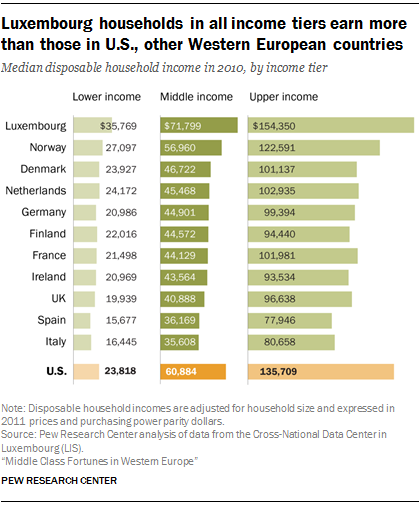 Luxembourg households in all income tiers earn more
than those in U.S., other Western European countries
Median disposable household income in 2010, by income tier
Lower income Middle income Upper income
Luxembourg $35,769 $71,799 $154,350
Norway 27,097 56,960 122,591
Denmark 23,927 46,722 101,137
Netherlands 24,172 45,468 102,935
Germany 20,986 44,901 99,394
Finland 22,016 44,572 94,440
France 21,498 44,129 101,981
Ireland 20,969 43,564 93,534
UK 19,939 40,888 96,638
Spain 15,677 36,169 77,946
Italy 16,445 35,608 80,658
U.S. 23,818 60,884 135,709
Note: Disposable household incomes are adjusted for household size and expressed in
2011 prices and purchasing power parity dollars.
Source: Pew Research Center analysis of data from the Cross-National Data Center in
Luxembourg (LIS).
“Middle Class Fortunes in Western Europe”
PEW RESEARCH CENTER